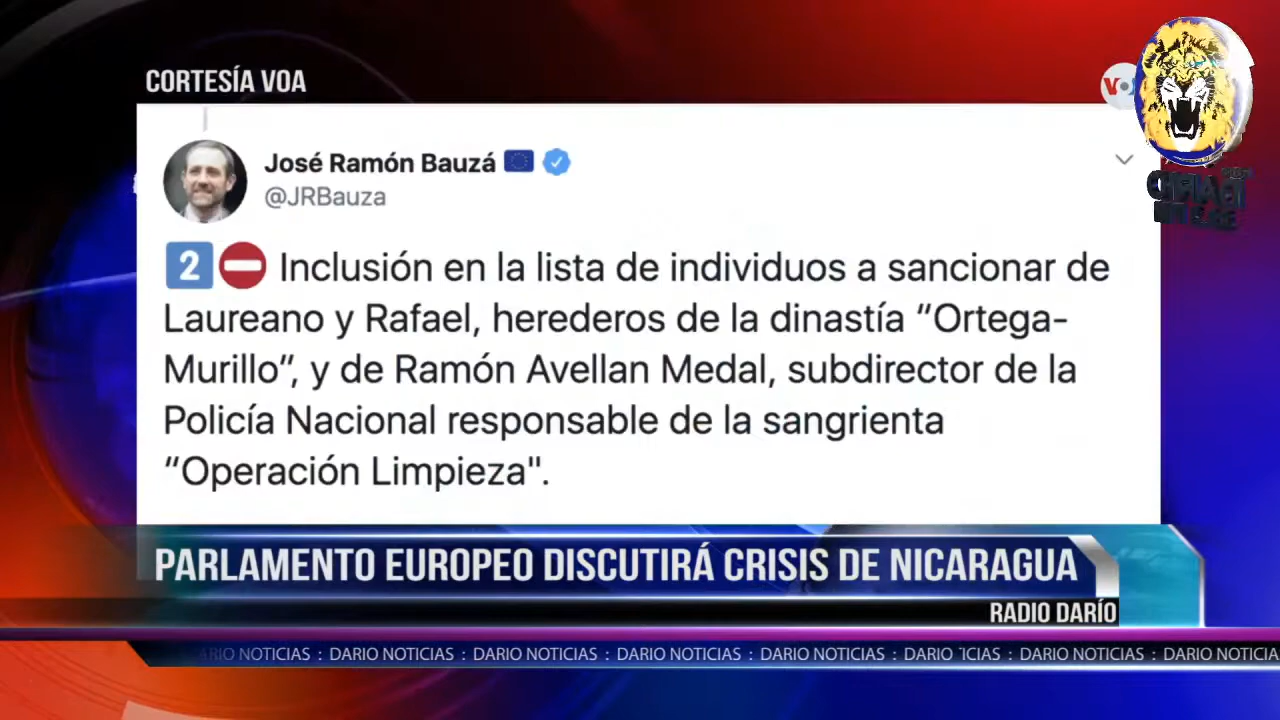 CORTESÍA VOA
José Ramón Bauzá
@JRBauza
2 Inclusión en la lista de individuos a sancionar de
Laureano y Rafael, herederos de la dinastía “Ortega-
Murillo”, y de Ramón Avellan Medal, subdirector de la
Policía Nacional responsable de la sangrienta
“Operación Limpieza".
PARLAMENTO EUROPEO DISCUTIRÁ CRISIS DE NICARAGUA
RADIO DARÍO
NOTICIAS : DARIO NOTICIAS : DARIO NOTICIAS : DARIO NOTICIAS : DARIO NOTICIAS : DARIO : DARIO NOTICIAS : DARIO